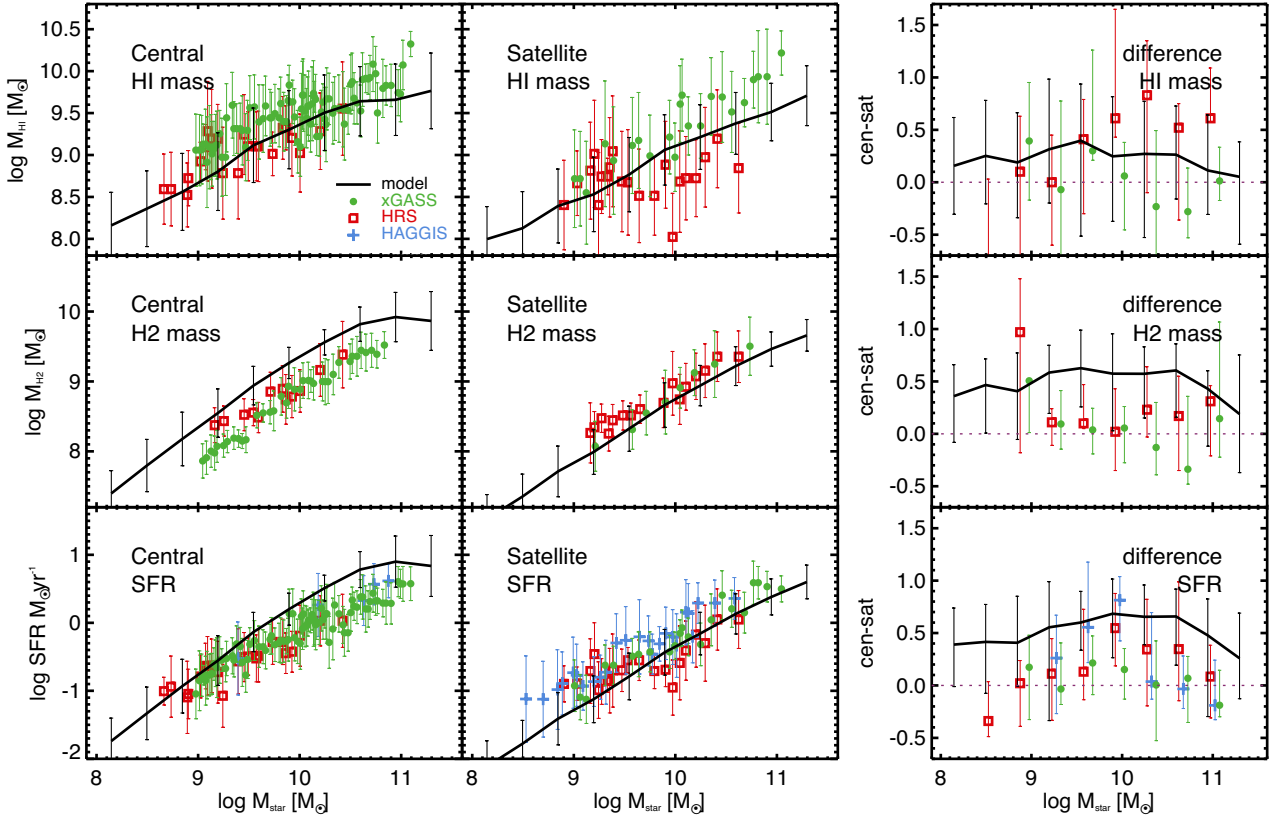 Central
HI mass
log M_HI [M⊙]
10.5
10.0
9.5
9.0
8.5
8.0
model
xGASS
HRS
HAGGIS
Satellite
HI mass
difference
HI mass
cen-sat
1.5
1.0
0.5
0.0
-0.5
Central
H2 mass
log M_H2 [M⊙]
10
9
8
Satellite
H2 mass
difference
H2 mass
cen-sat
1.5
1.0
0.5
0.0
-0.5
Central
SFR
log SFR M⊙yr⁻¹
1
0
-1
-2
Satellite
SFR
difference
SFR
cen-sat
1.5
1.0
0.5
0.0
-0.5
8 9 10 11
8 9 10 11
8 9 10 11
log M_star [M⊙]
log M_star [M⊙]
log M_star [M⊙]